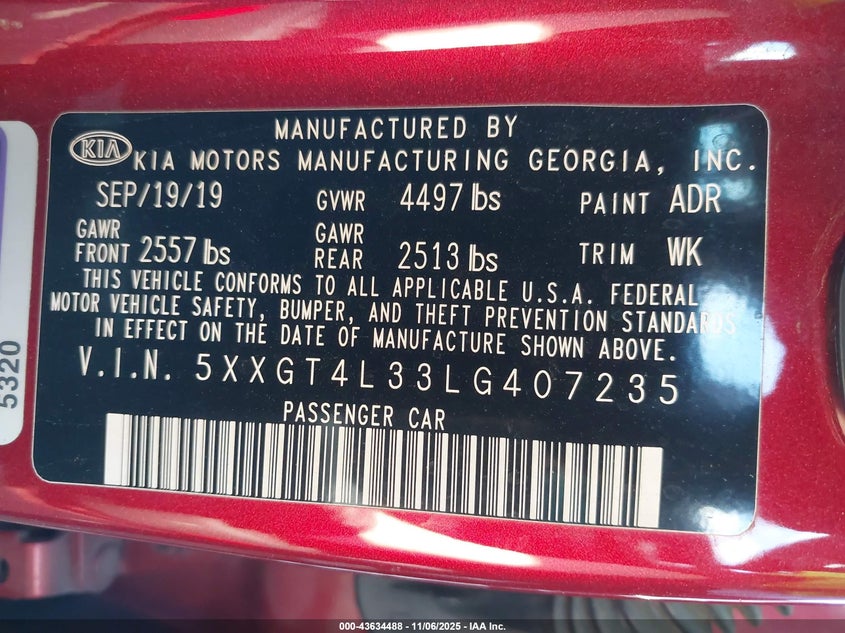 MANUFACTURED BY
KIA KIA MOTORS MANUFACTURING GEORGIA, INC.
SEP/19/19 GVWR 4497 lbs PAINT ADR
GAWR FRONT 2557 lbs GAWR REAR 2513 lbs TRIM WK
THIS VEHICLE CONFORMS TO ALL APPLICABLE U.S.A. FEDERAL
MOTOR VEHICLE SAFETY, BUMPER, AND THEFT PREVENTION STANDARDS
IN EFFECT ON THE DATE OF MANUFACTURE SHOWN ABOVE.
V.I.N. 5XXGT4L33LG407235
PASSENGER CAR
5320
000-43634488 - 11/06/2025 - IAA Inc.